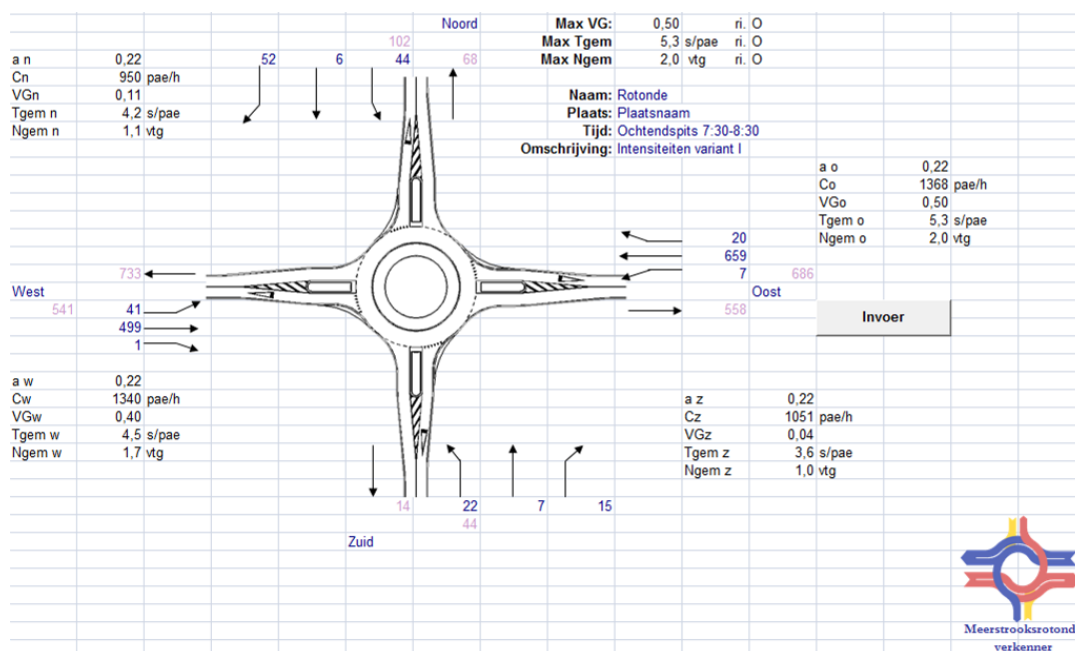 Noord Max VG: 0,50 ri. O
102 Max Tgem 5,3 s/pae ri. O
a n 0,22 52 6 44 68 Max Ngem 2,0 vtg ri. O
Cn 950 pae/h
VGn 0,11 Naam: Rotonde
Tgem n 4,2 s/pae Plaats: Plaatsnaam
Ngem n 1,1 vtg Tijd: Ochtendspits 7:30-8:30
Omschrijving: Intensiteiten variant I
a o 0,22
Co 1368 pae/h
VGo 0,50
Tgem o 5,3 s/pae
20 Ngem o 2,0 vtg
659
733 7 686
West Oost
541 41 558 Invoer
499
1
a w 0,22 a z 0,22
Cw 1340 pae/h Cz 1051 pae/h
VGw 0,40 VGz 0,04
Tgem w 4,5 s/pae Tgem z 3,6 s/pae
Ngem w 1,7 vtg Ngem z 1,0 vtg
14 22 7 15
44
Zuid
Meerstrooksrotond
verkenner